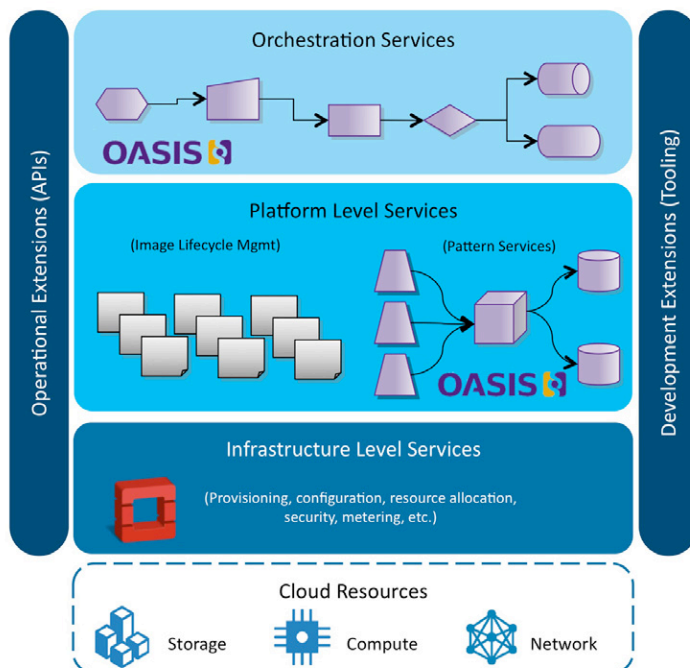 Orchestration Services
OASIS
Operational Extensions (APIs)
Development Extensions (Tooling)
Platform Level Services
(Image Lifecycle Mgmt)
(Pattern Services)
OASIS
Infrastructure Level Services
(Provisioning, configuration, resource allocation,
security, metering, etc.)
Cloud Resources
Storage
Compute
Network